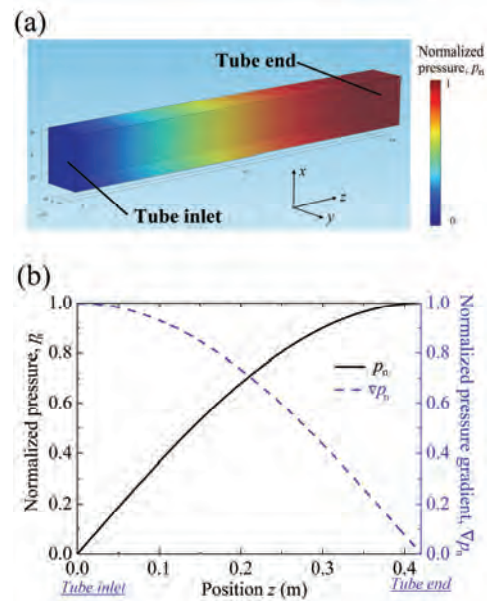 (a)
Tube end
Normalized
pressure, pₙ
1
0
Tube inlet
x
z
y
(b)
Normalized pressure, pₙ
Normalized pressure gradient, ∇pₙ
1.0
0.8
0.6
0.4
0.2
0.0
1.0
0.8
0.6
0.4
0.2
0.0
pₙ
∇pₙ
0.0 0.1 0.2 0.3 0.4
Tube inlet Position z (m) Tube end